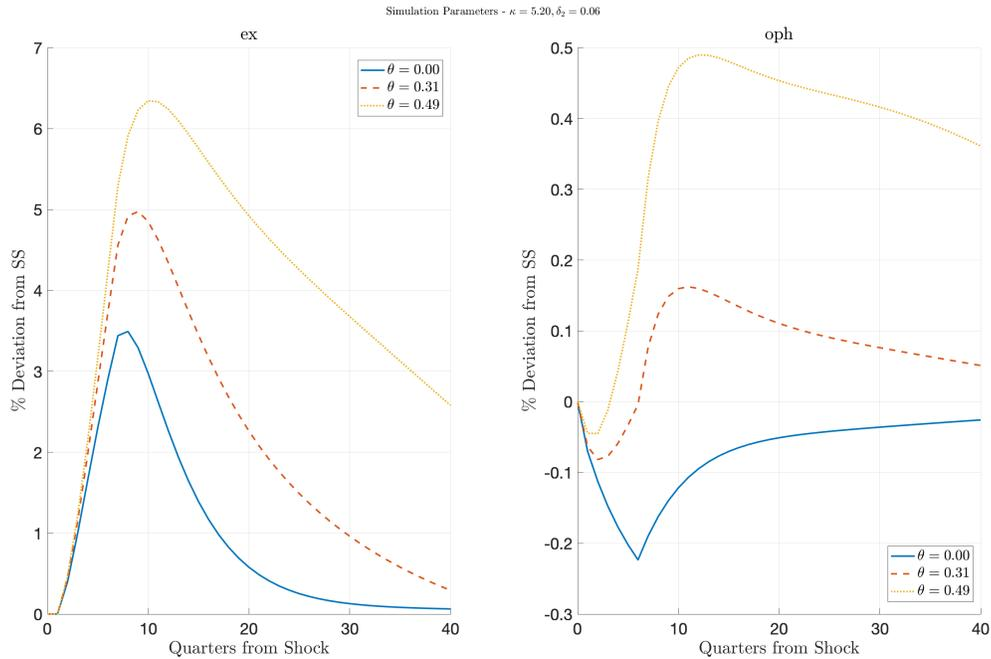 Simulation Parameters - κ = 5.20, δ₂ = 0.06
ex
7
6
5
4
3
2
1
0
% Deviation from SS
0 10 20 30 40
Quarters from Shock
θ = 0.00
θ = 0.31
θ = 0.49
oph
0.5
0.4
0.3
0.2
0.1
0
-0.1
-0.2
-0.3
% Deviation from SS
0 10 20 30 40
Quarters from Shock
θ = 0.00
θ = 0.31
θ = 0.49